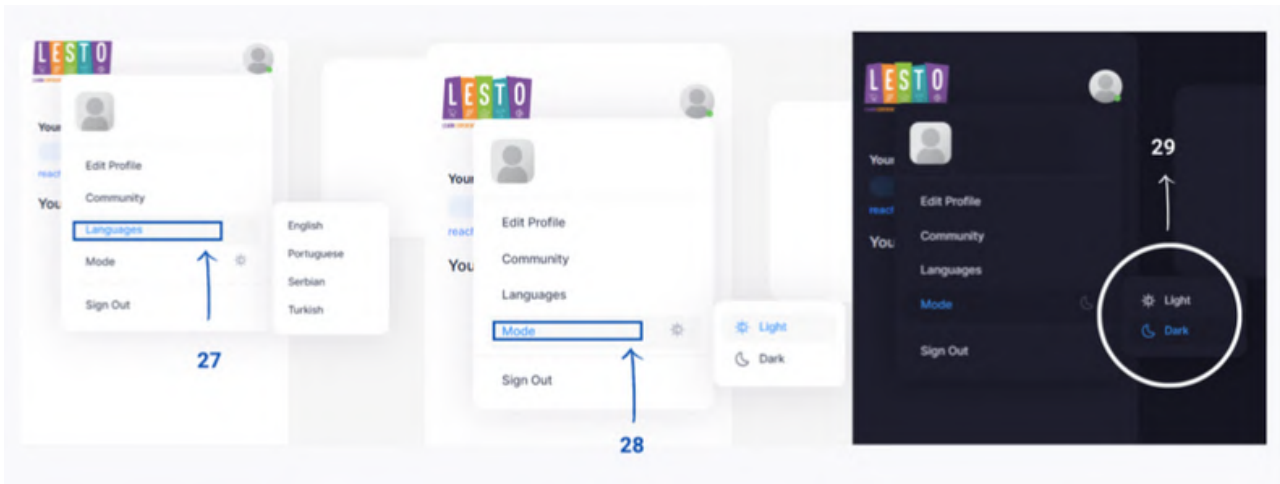 LESTO
Your
Edit Profile
reach
Community
You
Languages
English
Mode
Portuguese
Serbian
Sign Out
Turkish
27
LESTO
Your
Edit Profile
reach
Community
You
Languages
Mode
Light
Dark
Sign Out
28
LESTO
29
Your
Edit Profile
reach
Community
You
Languages
Mode
Light
Dark
Sign Out